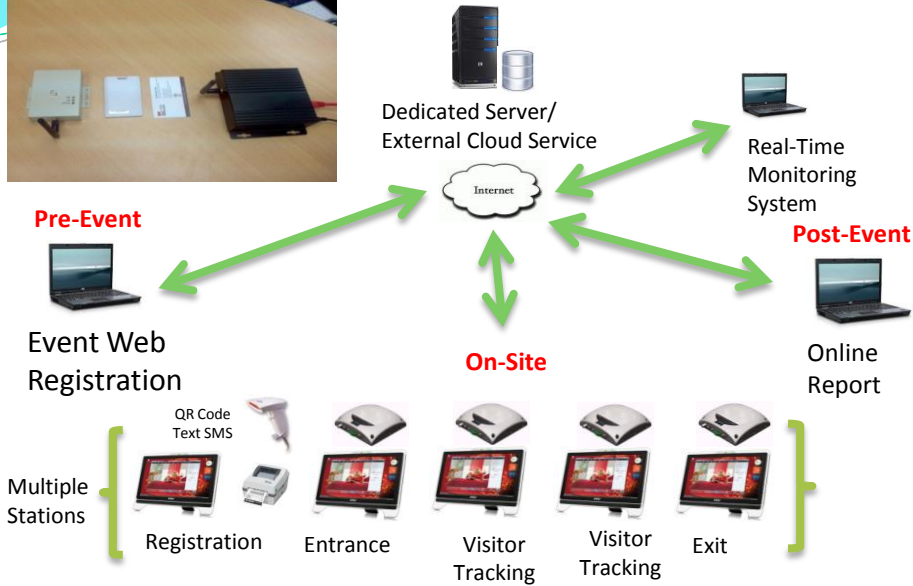 Dedicated Server/
External Cloud Service
Internet
Real-Time
Monitoring
System
Pre-Event
Post-Event
Event Web
Registration
On-Site
Online
Report
QR Code
Text SMS
Multiple
Stations
Registration
Entrance
Visitor
Tracking
Visitor
Tracking
Exit